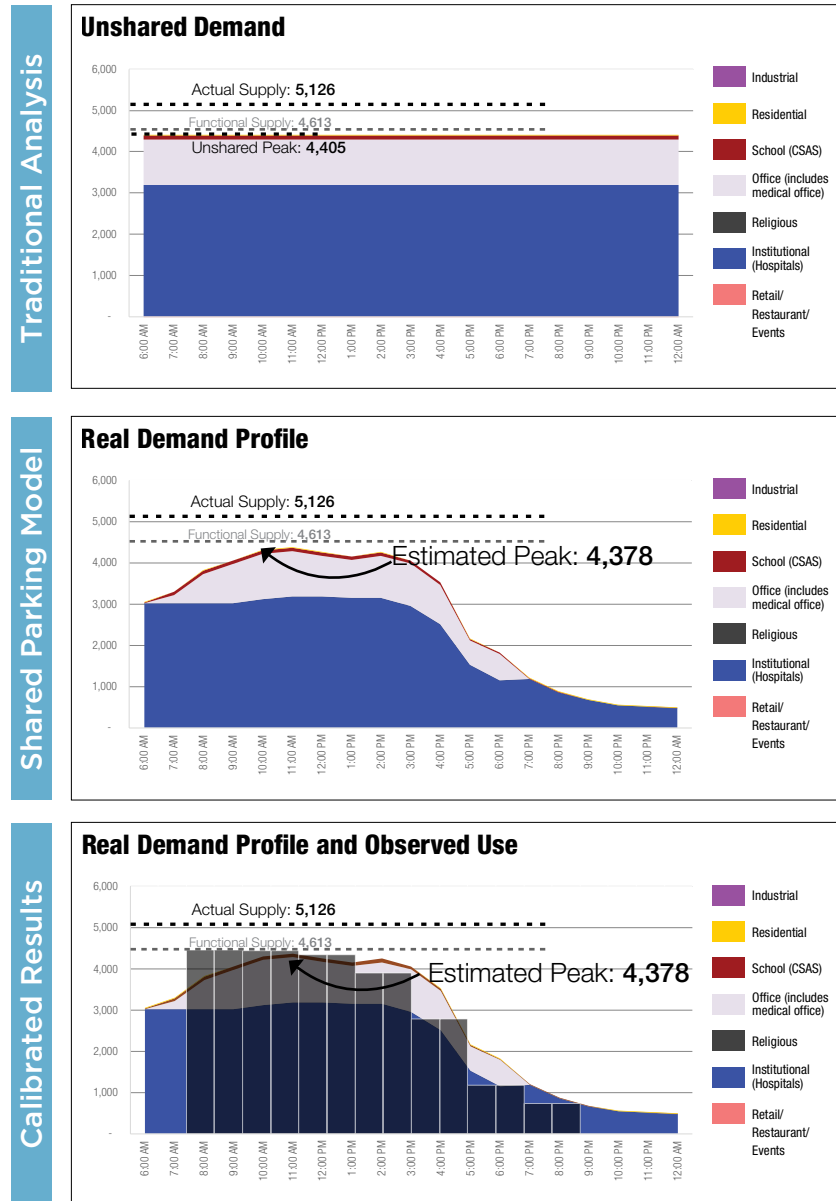 Traditional Analysis
Unshared Demand
6,000
5,000
4,000
3,000
2,000
1,000
-
Actual Supply: 5,126
Functional Supply: 4,613
Unshared Peak: 4,405
6:00 AM
7:00 AM
8:00 AM
9:00 AM
10:00 AM
11:00 AM
12:00 PM
1:00 PM
2:00 PM
3:00 PM
4:00 PM
5:00 PM
6:00 PM
7:00 PM
8:00 PM
9:00 PM
10:00 PM
11:00 PM
12:00 AM
Industrial
Residential
School (CSAS)
Office (includes
medical office)
Religious
Institutional
(Hospitals)
Retail/
Restaurant/
Events
Shared Parking Model
Real Demand Profile
6,000
5,000
4,000
3,000
2,000
1,000
-
Actual Supply: 5,126
Functional Supply: 4,613
Estimated Peak: 4,378
6:00 AM
7:00 AM
8:00 AM
9:00 AM
10:00 AM
11:00 AM
12:00 PM
1:00 PM
2:00 PM
3:00 PM
4:00 PM
5:00 PM
6:00 PM
7:00 PM
8:00 PM
9:00 PM
10:00 PM
11:00 PM
12:00 AM
Industrial
Residential
School (CSAS)
Office (includes
medical office)
Religious
Institutional
(Hospitals)
Retail/
Restaurant/
Events
Calibrated Results
Real Demand Profile and Observed Use
6,000
5,000
4,000
3,000
2,000
1,000
-
Actual Supply: 5,126
Functional Supply: 4,613
Estimated Peak: 4,378
6:00 AM
7:00 AM
8:00 AM
9:00 AM
10:00 AM
11:00 AM
12:00 PM
1:00 PM
2:00 PM
3:00 PM
4:00 PM
5:00 PM
6:00 PM
7:00 PM
8:00 PM
9:00 PM
10:00 PM
11:00 PM
12:00 AM
Industrial
Residential
School (CSAS)
Office (includes
medical office)
Religious
Institutional
(Hospitals)
Retail/
Restaurant/
Events